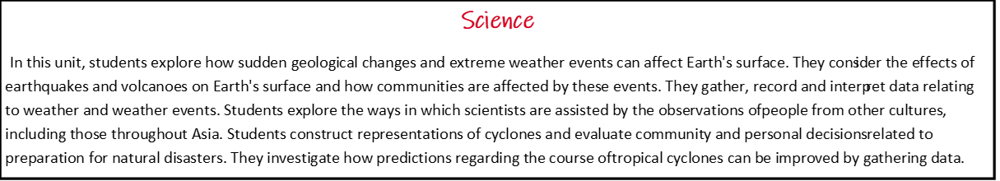 Science
In this unit, students explore how sudden geological changes and extreme weather events can affect Earth's surface. They consider the effects of
earthquakes and volcanoes on Earth's surface and how communities are affected by these events. They gather, record and interpret data relating
to weather and weather events. Students explore the ways in which scientists are assisted by the observations ofpeople from other cultures,
including those throughout Asia. Students construct representations of cyclones and evaluate community and personal decisionsrelated to
preparation for natural disasters. They investigate how predictions regarding the course oftropical cyclones can be improved by gathering data.